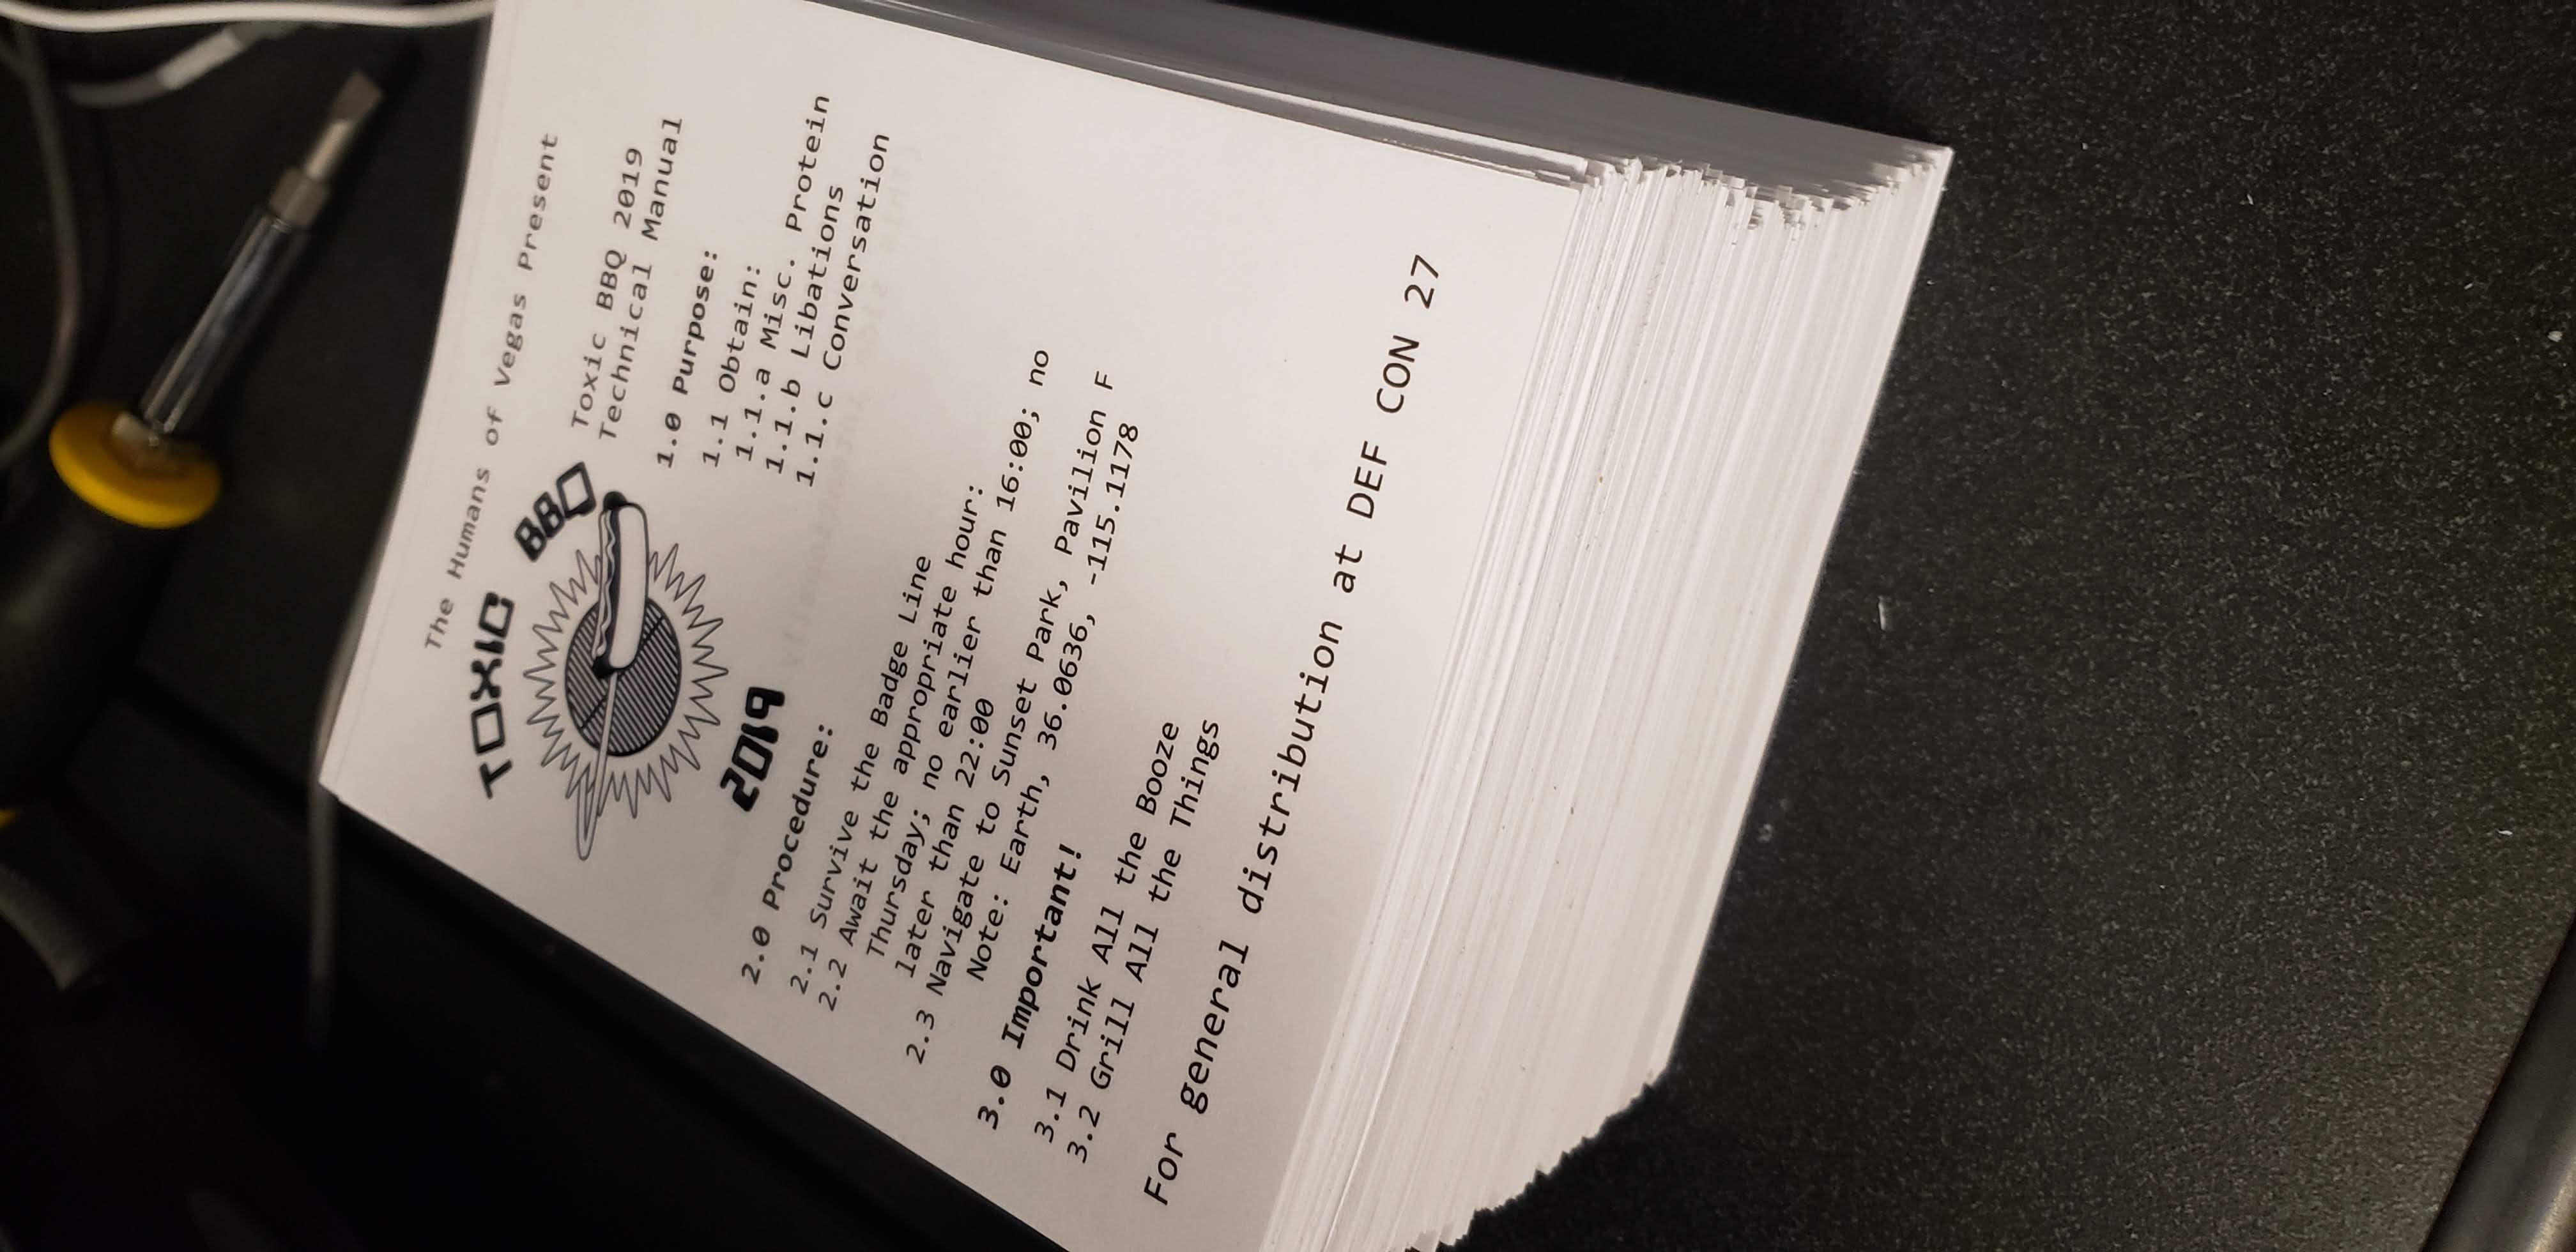 The Humans of Vegas Present
TOXIC BBQ
2019
Toxic BBQ 2019
Technical Manual
1.0 Purpose:
1.1 Obtain:
1.1.a Misc. Protein
1.1.b Libations
1.1.c Conversation
2.0 Procedure:
2.1 Survive the Badge Line
2.2 Await the appropriate hour:
Thursday; no earlier than 16:00; no
later than 22:00
2.3 Navigate to Sunset Park, Pavilion F
Note: Earth, 36.0636, -115.1178
3.0 Important!
3.1 Drink All the Booze
3.2 Grill All the Things
For general distribution at DEF CON 27